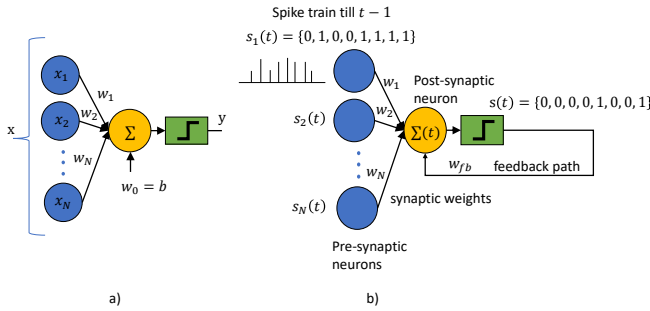 Spike train till t − 1
s₁(t) = {0, 1, 0, 0, 1, 1, 1, 1}
x
x₁
x₂
x_N
w₁
w₂
w_N
Σ
w₀ = b
y
a)
s₂(t)
s_N(t)
w₁
w₂
w_N
Post-synaptic
neuron
Σ(t)
s(t) = {0, 0, 0, 0, 1, 0, 0, 1}
w_fb
feedback path
synaptic weights
Pre-synaptic
neurons
b)